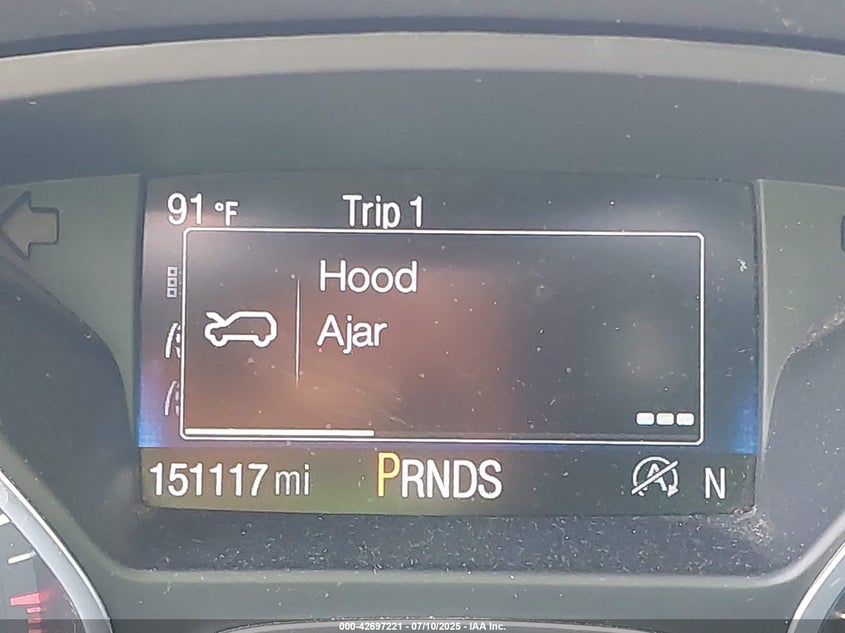 91 °F Trip 1
Hood
Ajar
151117 mi PRNDS A N
000-42697221 - 07/10/2025 - IAA Inc.